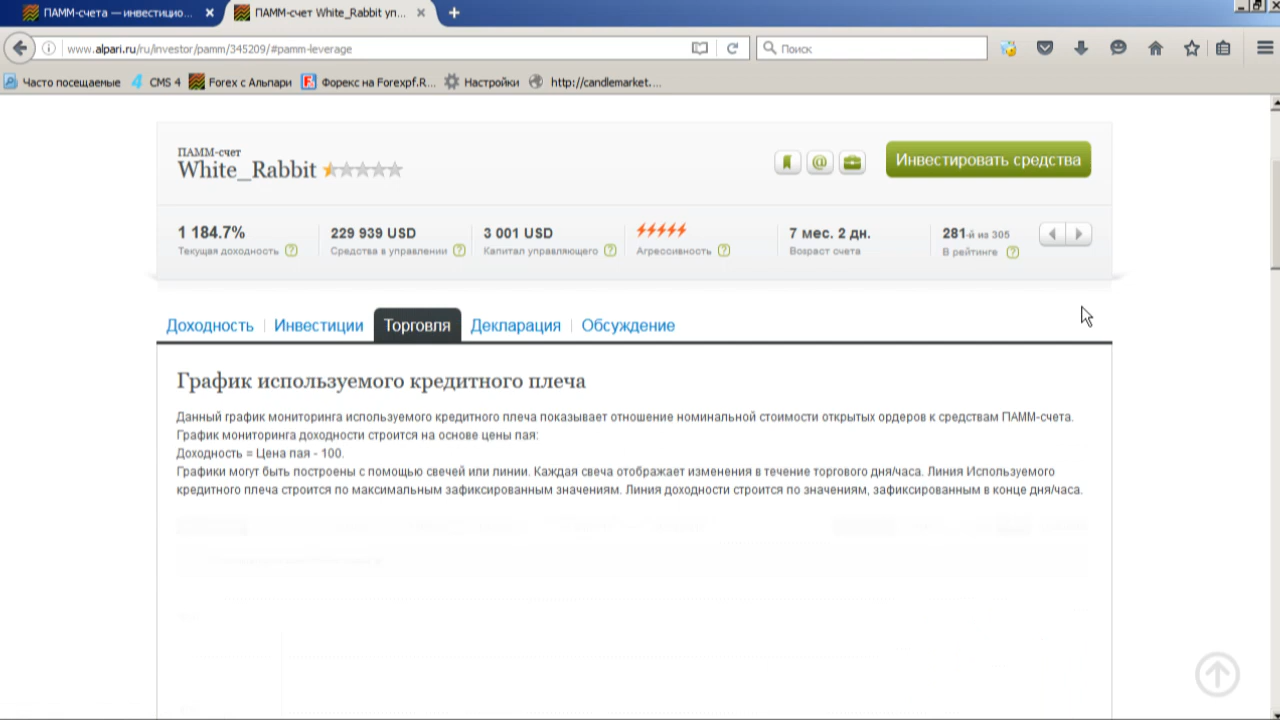 ПАММ-счета — инвестицио...
ПАММ-счет White_Rabbit уп...
www.alpari.ru/ru/investor/pamm/345209/#pamm-leverage
Поиск
Часто посещаемые
CMS 4
Forex с Альпари
Форекс на Forexpf.R...
Настройки
http://candlemarket....
ПАММ-счет
White_Rabbit
Инвестировать средства
1 184.7%
229 939 USD
3 001 USD
7 мес. 2 дн.
281-й из 305
Текущая доходность
Средства в управлении
Капитал управляющего
Агрессивность
Возраст счета
В рейтинге
Доходность
Инвестиции
Торговля
Декларация
Обсуждение
График используемого кредитного плеча
Данный график мониторинга используемого кредитного плеча показывает отношение номинальной стоимости открытых ордеров к средствам ПАММ-счета.
График мониторинга доходности строится на основе цены пая:
Доходность = Цена пая - 100.
Графики могут быть построены с помощью свечей или линии. Каждая свеча отображает изменения в течение торгового дня/часа. Линия Используемого
кредитного плеча строится по максимальным зафиксированным значениям. Линия доходности строится по значениям, зафиксированным в конце дня/часа.